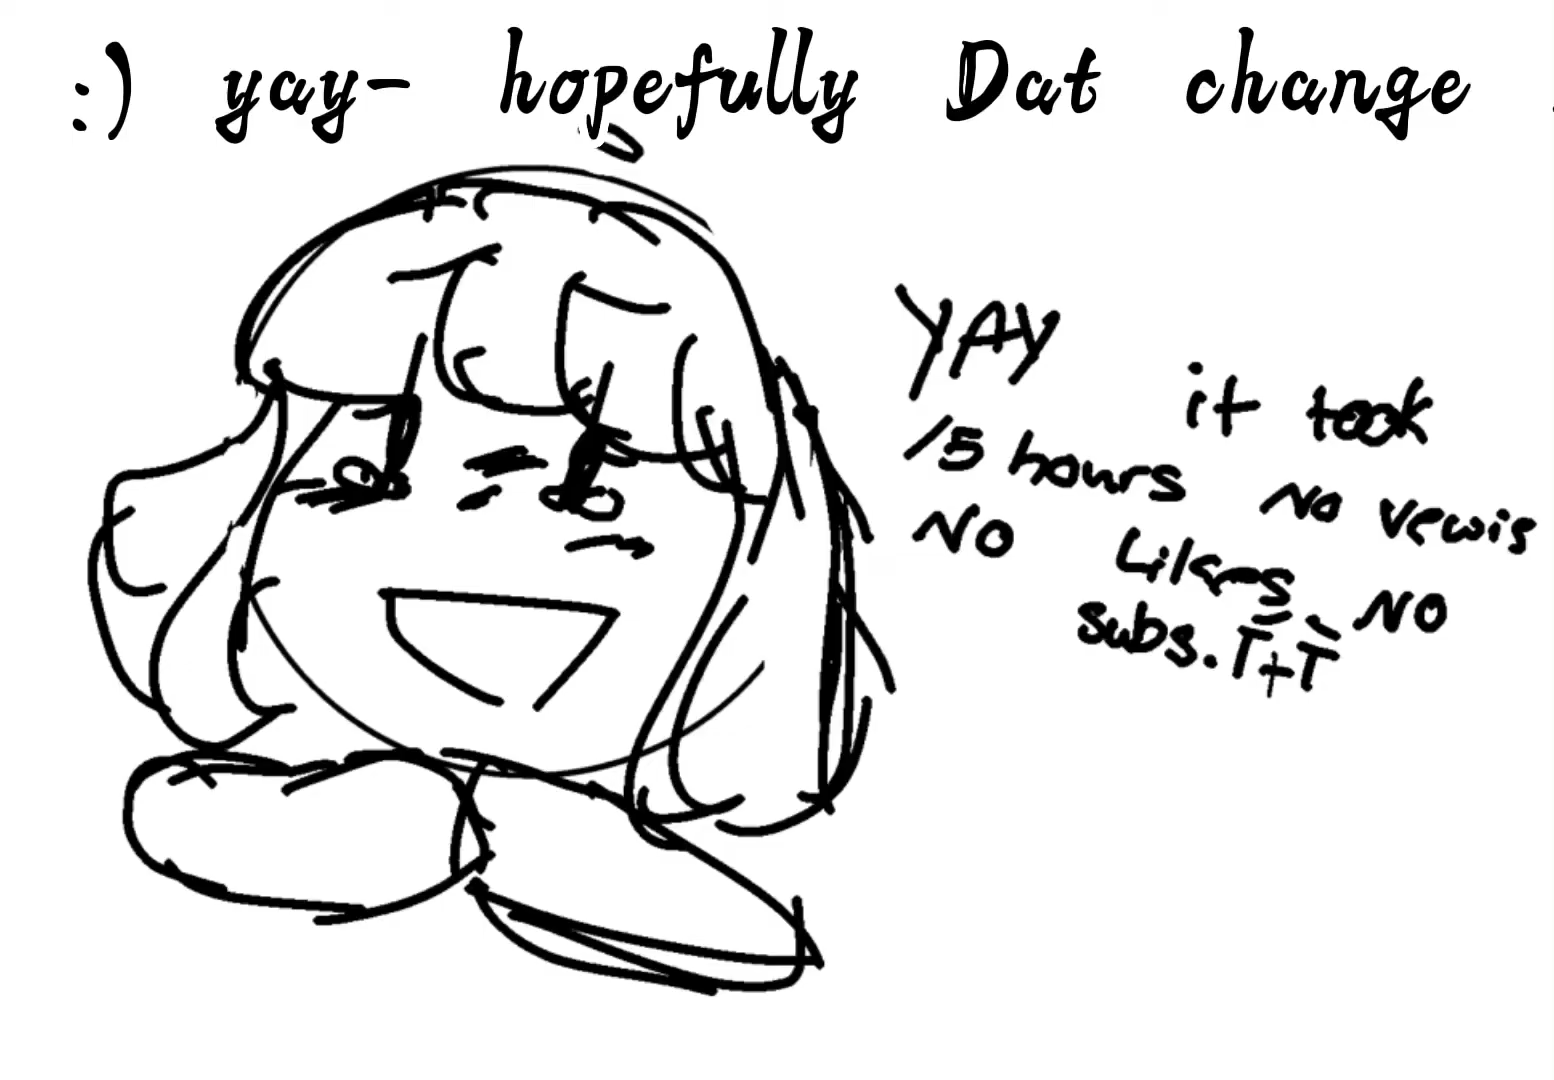 :) yay- hopefully Dat change
YAY it took
15 hours No vewis
NO Likes NO
subs. T+T